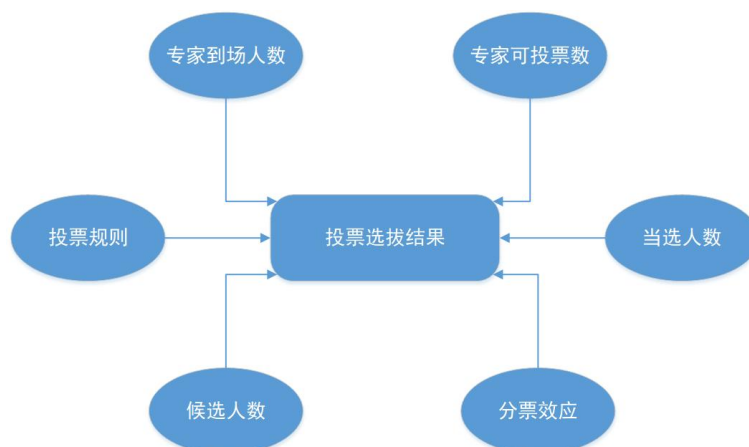 专家到场人数
专家可投票数
投票规则
投票选拔结果
当选人数
候选人数
分票效应